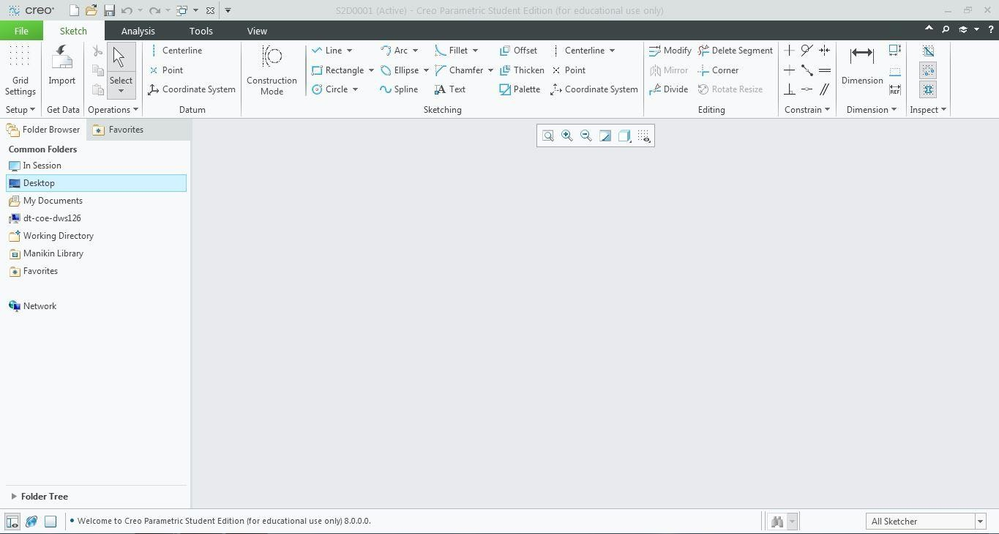 creo®
S2D0001 (Active) - Creo Parametric Student Edition (for educational use only)
File Sketch Analysis Tools View ?
Centerline Line Arc Fillet Offset Centerline Modify Delete Segment
Point Rectangle Ellipse Chamfer Thicken Point Mirror Corner
Coordinate System Circle Spline Text Palette Coordinate System Divide Rotate Resize
Grid Settings
Import
Select
Construction Mode
Dimension
REF
Setup Get Data Operations Datum Sketching Editing Constrain Dimension Inspect
Folder Browser Favorites
Common Folders
In Session
Desktop
My Documents
dt-coe-dws126
Working Directory
Manikin Library
Favorites
Network
Folder Tree
• Welcome to Creo Parametric Student Edition (for educational use only) 8.0.0.0.
All Sketcher